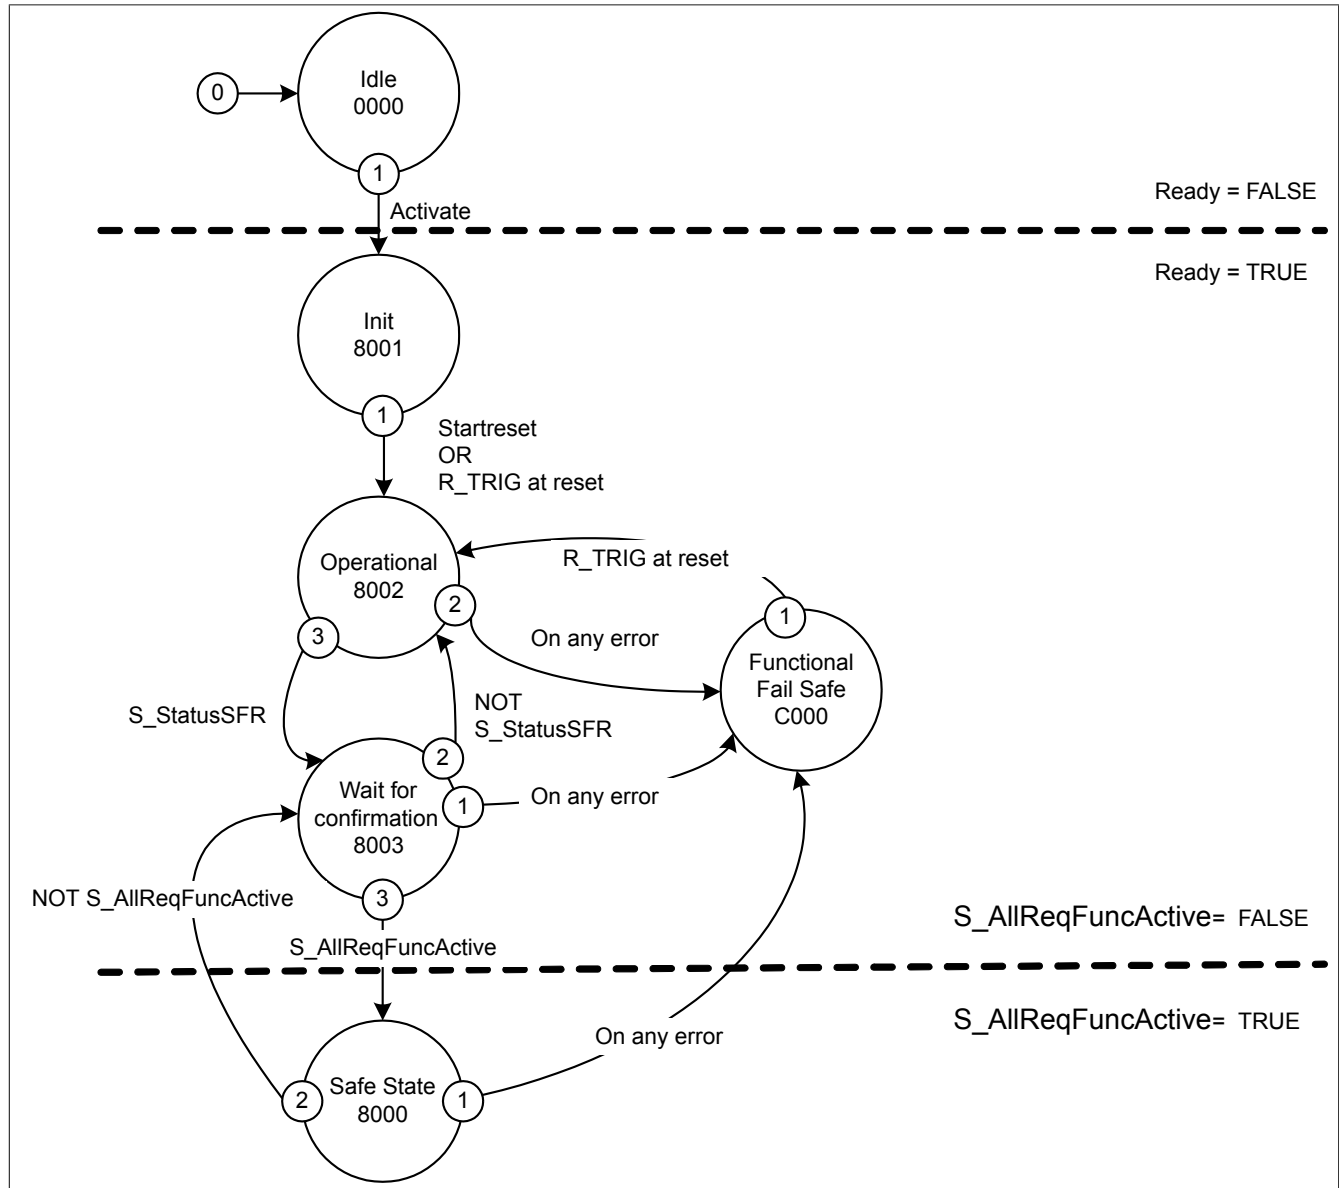 Idle
0000
0
1
Ready = FALSE
Activate
Ready = TRUE
Init
8001
1
Startreset
OR
R_TRIG at reset
Operational
8002
R_TRIG at reset
2
1
3
On any error
Functional
Fail Safe
C000
S_StatusSFR
NOT
S_StatusSFR
2
Wait for
confirmation
8003
1
On any error
NOT S_AllReqFuncActive
3
S_AllReqFuncActive= FALSE
S_AllReqFuncActive
S_AllReqFuncActive= TRUE
On any error
Safe State
8000
2
1